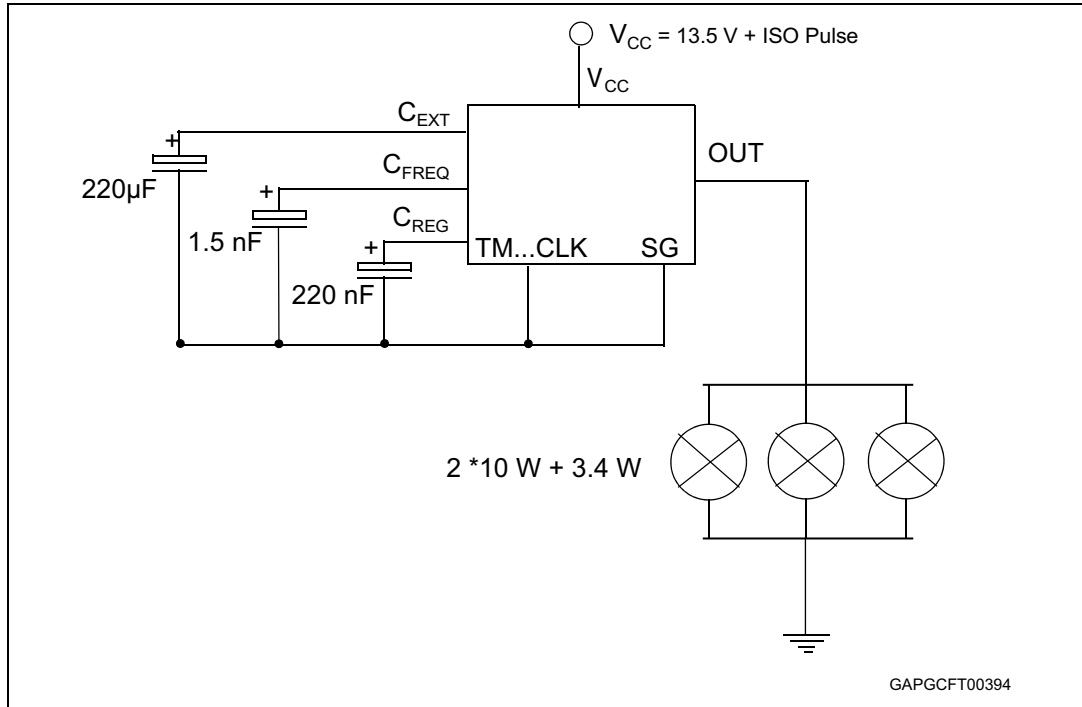 V_CC = 13.5 V + ISO Pulse
V_CC
C_EXT
OUT
220µF
C_FREQ
1.5 nF
C_REG
TM...CLK SG
220 nF
2 *10 W + 3.4 W
GAPGCFT00394